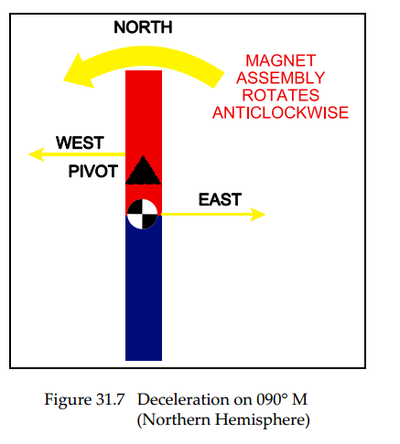 NORTH
MAGNET
ASSEMBLY
ROTATES
ANTICLOCKWISE
WEST
PIVOT
EAST
Figure 31.7 Deceleration on 090° M
(Northern Hemisphere)